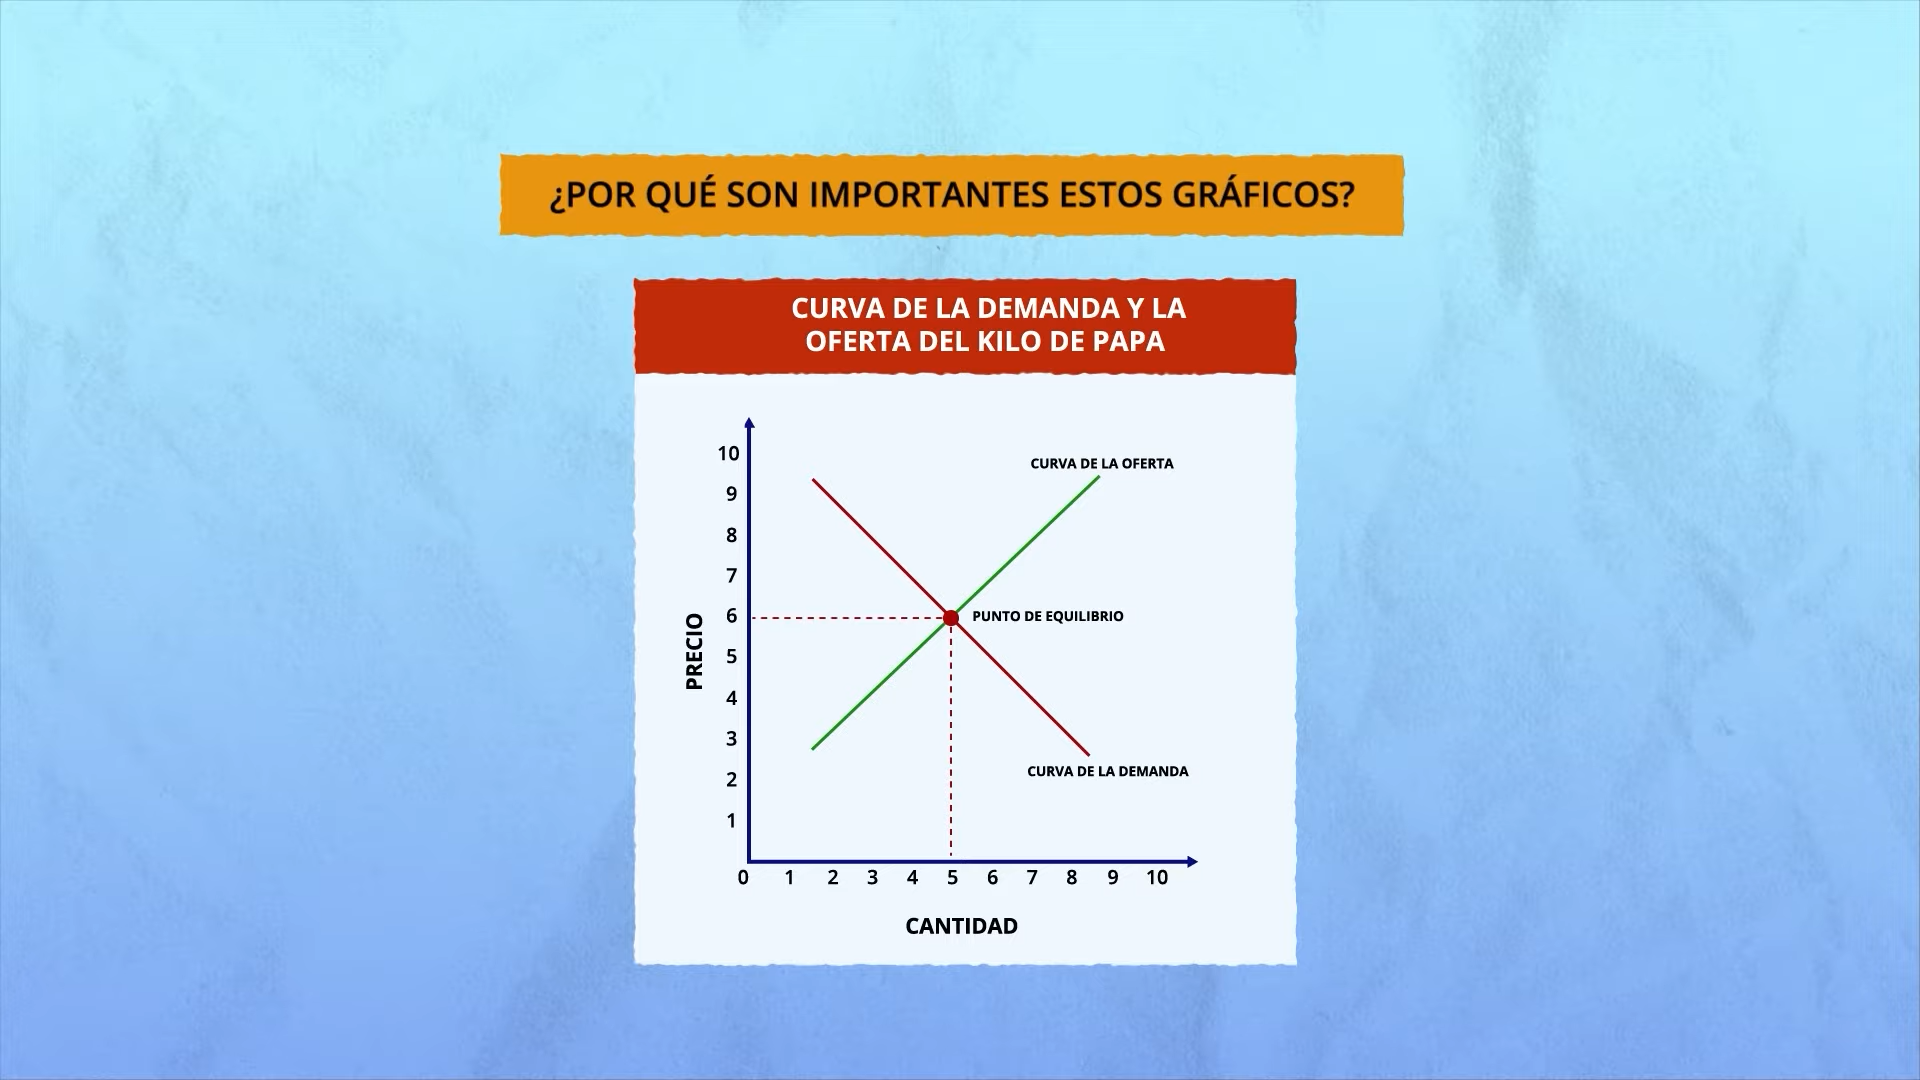 ¿POR QUÉ SON IMPORTANTES ESTOS GRÁFICOS?
CURVA DE LA DEMANDA Y LA
OFERTA DEL KILO DE PAPA
10
9
8
7
6
5
4
3
2
1
PRECIO
CURVA DE LA OFERTA
PUNTO DE EQUILIBRIO
CURVA DE LA DEMANDA
0 1 2 3 4 5 6 7 8 9 10
CANTIDAD